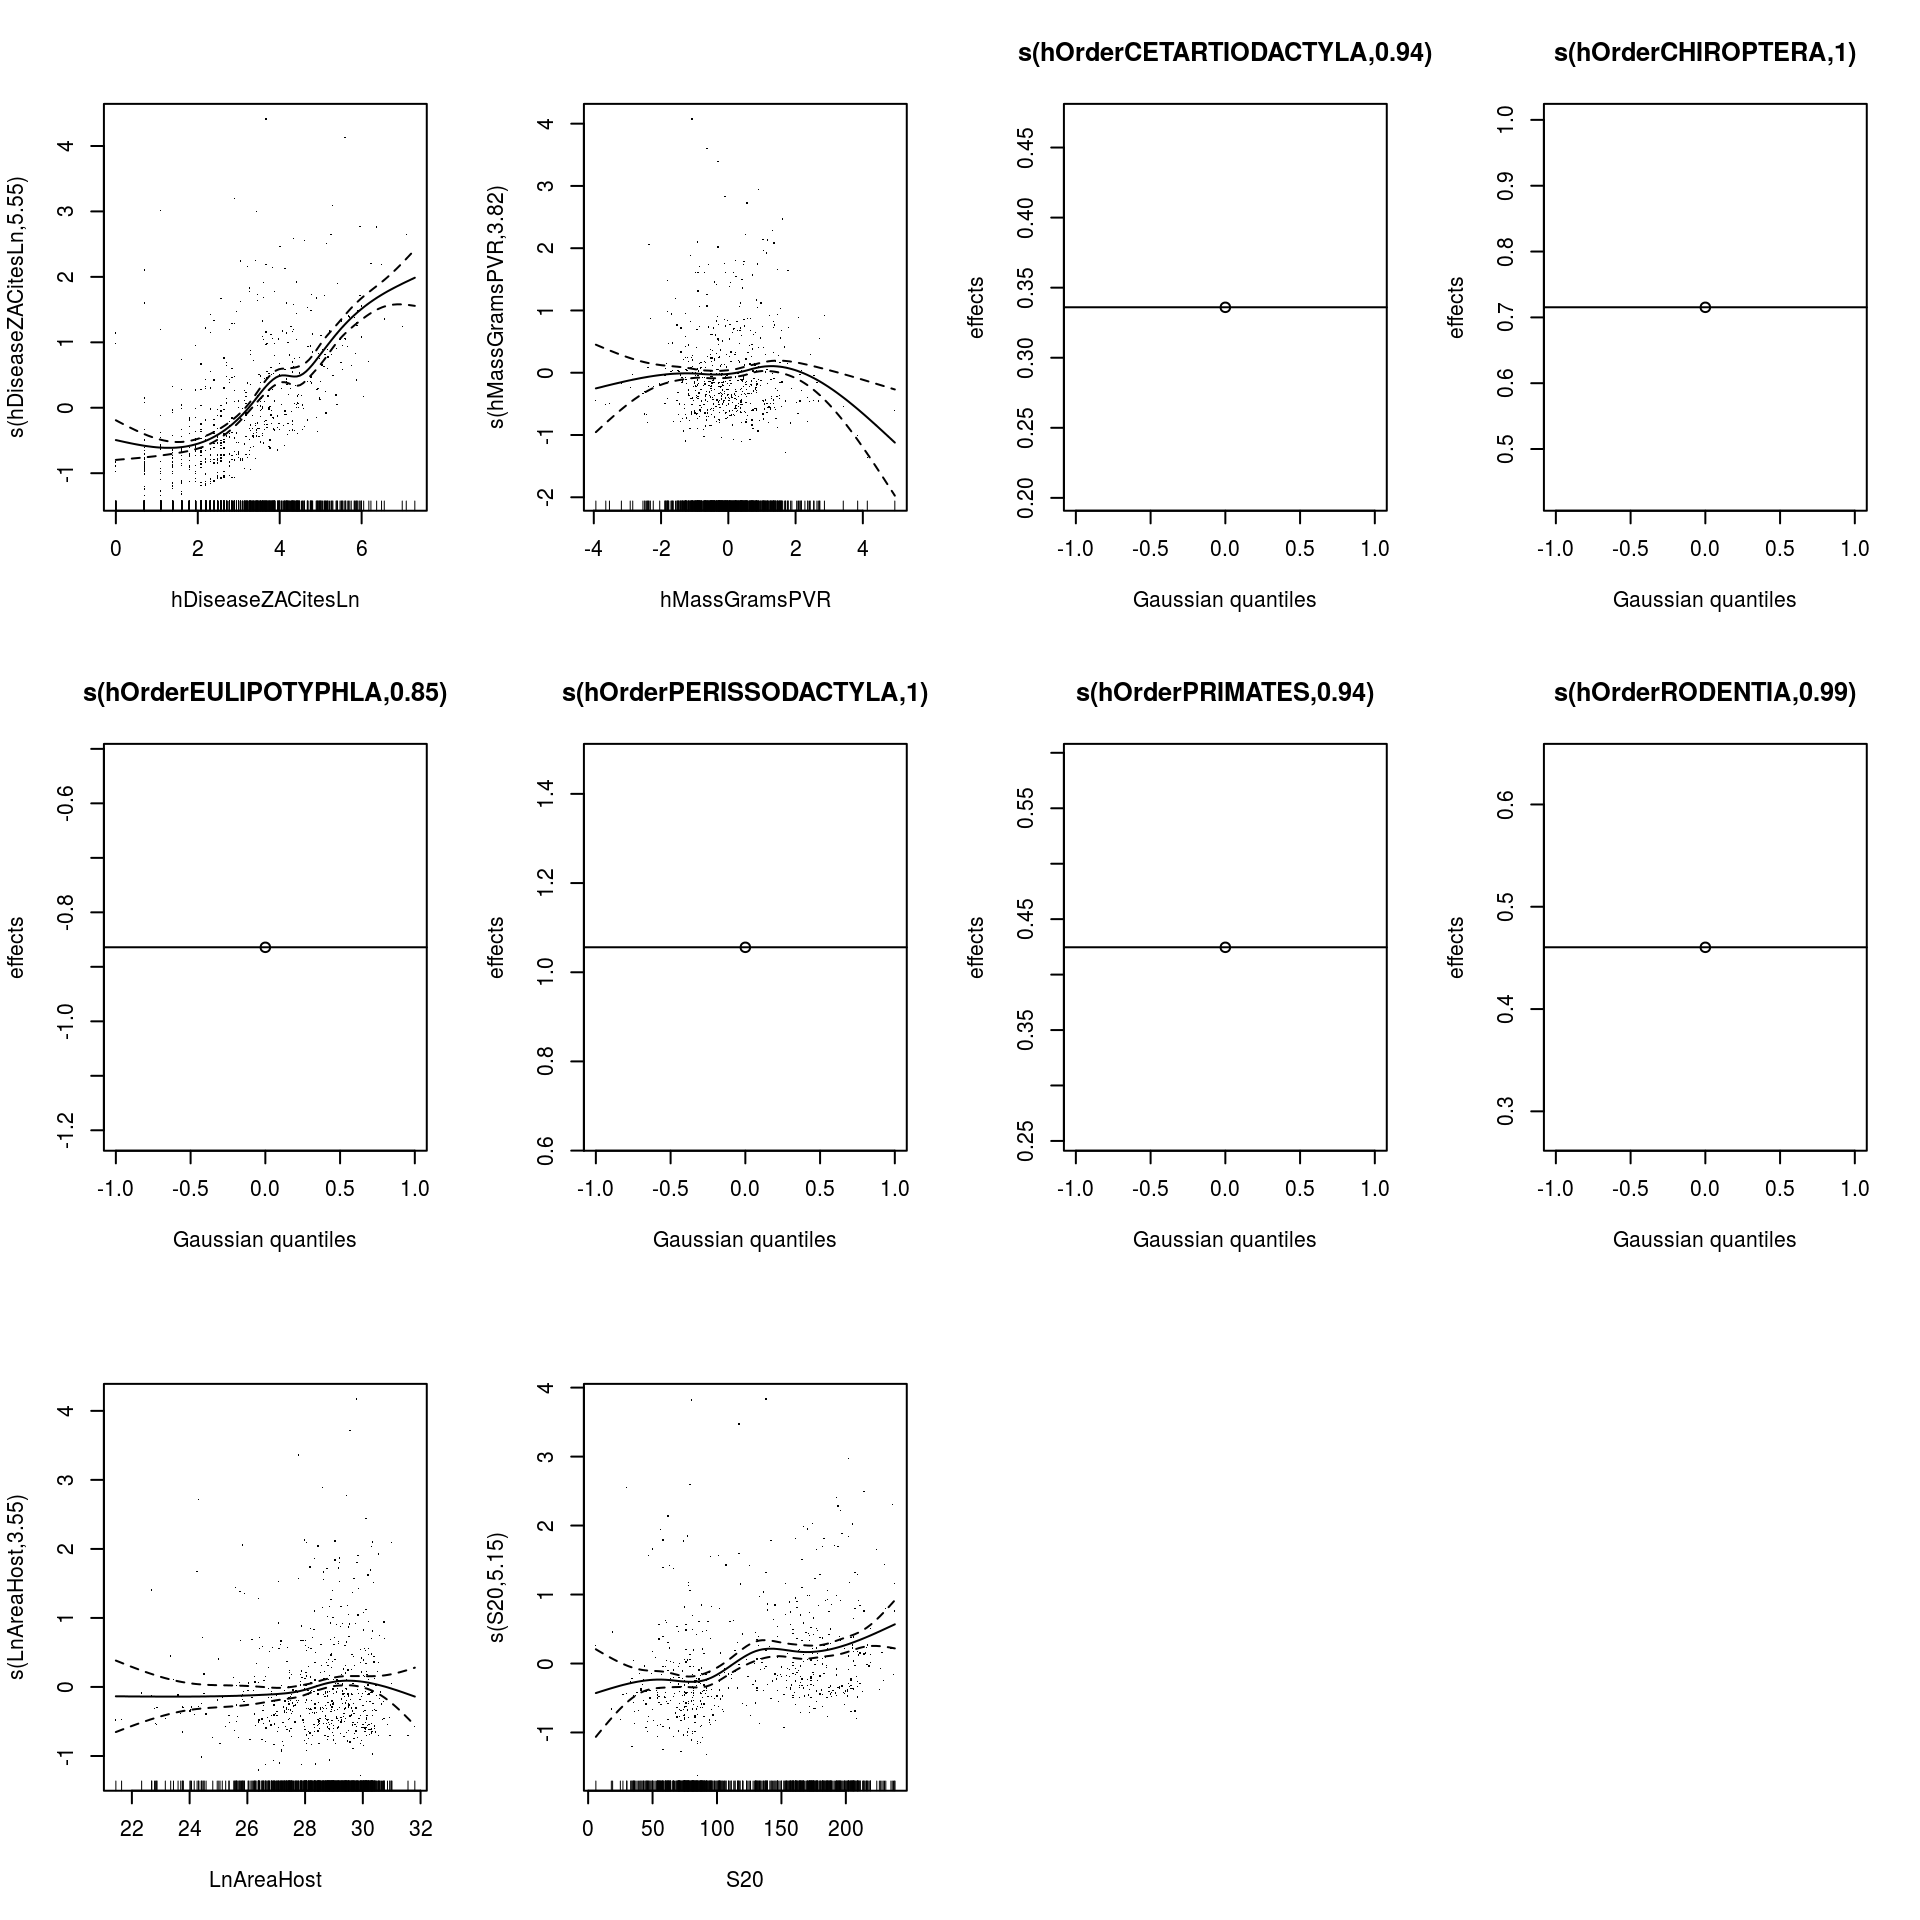 s(hDiseaseZACitesLn,5.55)
4
3
2
1
0
-1
0 2 4 6
hDiseaseZACitesLn
s(hMassGramsPVR,3.82)
4
3
2
1
0
-1
-2
-4 -2 0 2 4
hMassGramsPVR
s(hOrderCETARTIODACTYLA,0.94)
effects
0.45
0.40
0.35
0.30
0.25
0.20
-1.0 -0.5 0.0 0.5 1.0
Gaussian quantiles
s(hOrderCHIROPTERA,1)
effects
1.0
0.9
0.8
0.7
0.6
0.5
-1.0 -0.5 0.0 0.5 1.0
Gaussian quantiles
s(hOrderEULIPOTYPHLA,0.85)
effects
-0.6
-0.8
-1.0
-1.2
-1.0 -0.5 0.0 0.5 1.0
Gaussian quantiles
s(hOrderPERISSODACTYLA,1)
effects
1.4
1.2
1.0
0.8
0.6
-1.0 -0.5 0.0 0.5 1.0
Gaussian quantiles
s(hOrderPRIMATES,0.94)
effects
0.55
0.45
0.35
0.25
-1.0 -0.5 0.0 0.5 1.0
Gaussian quantiles
s(hOrderRODENTIA,0.99)
effects
0.6
0.5
0.4
0.3
-1.0 -0.5 0.0 0.5 1.0
Gaussian quantiles
s(LnAreaHost,3.55)
4
3
2
1
0
-1
22 24 26 28 30 32
LnAreaHost
s(S20,5.15)
4
3
2
1
0
-1
0 50 100 150 200
S20